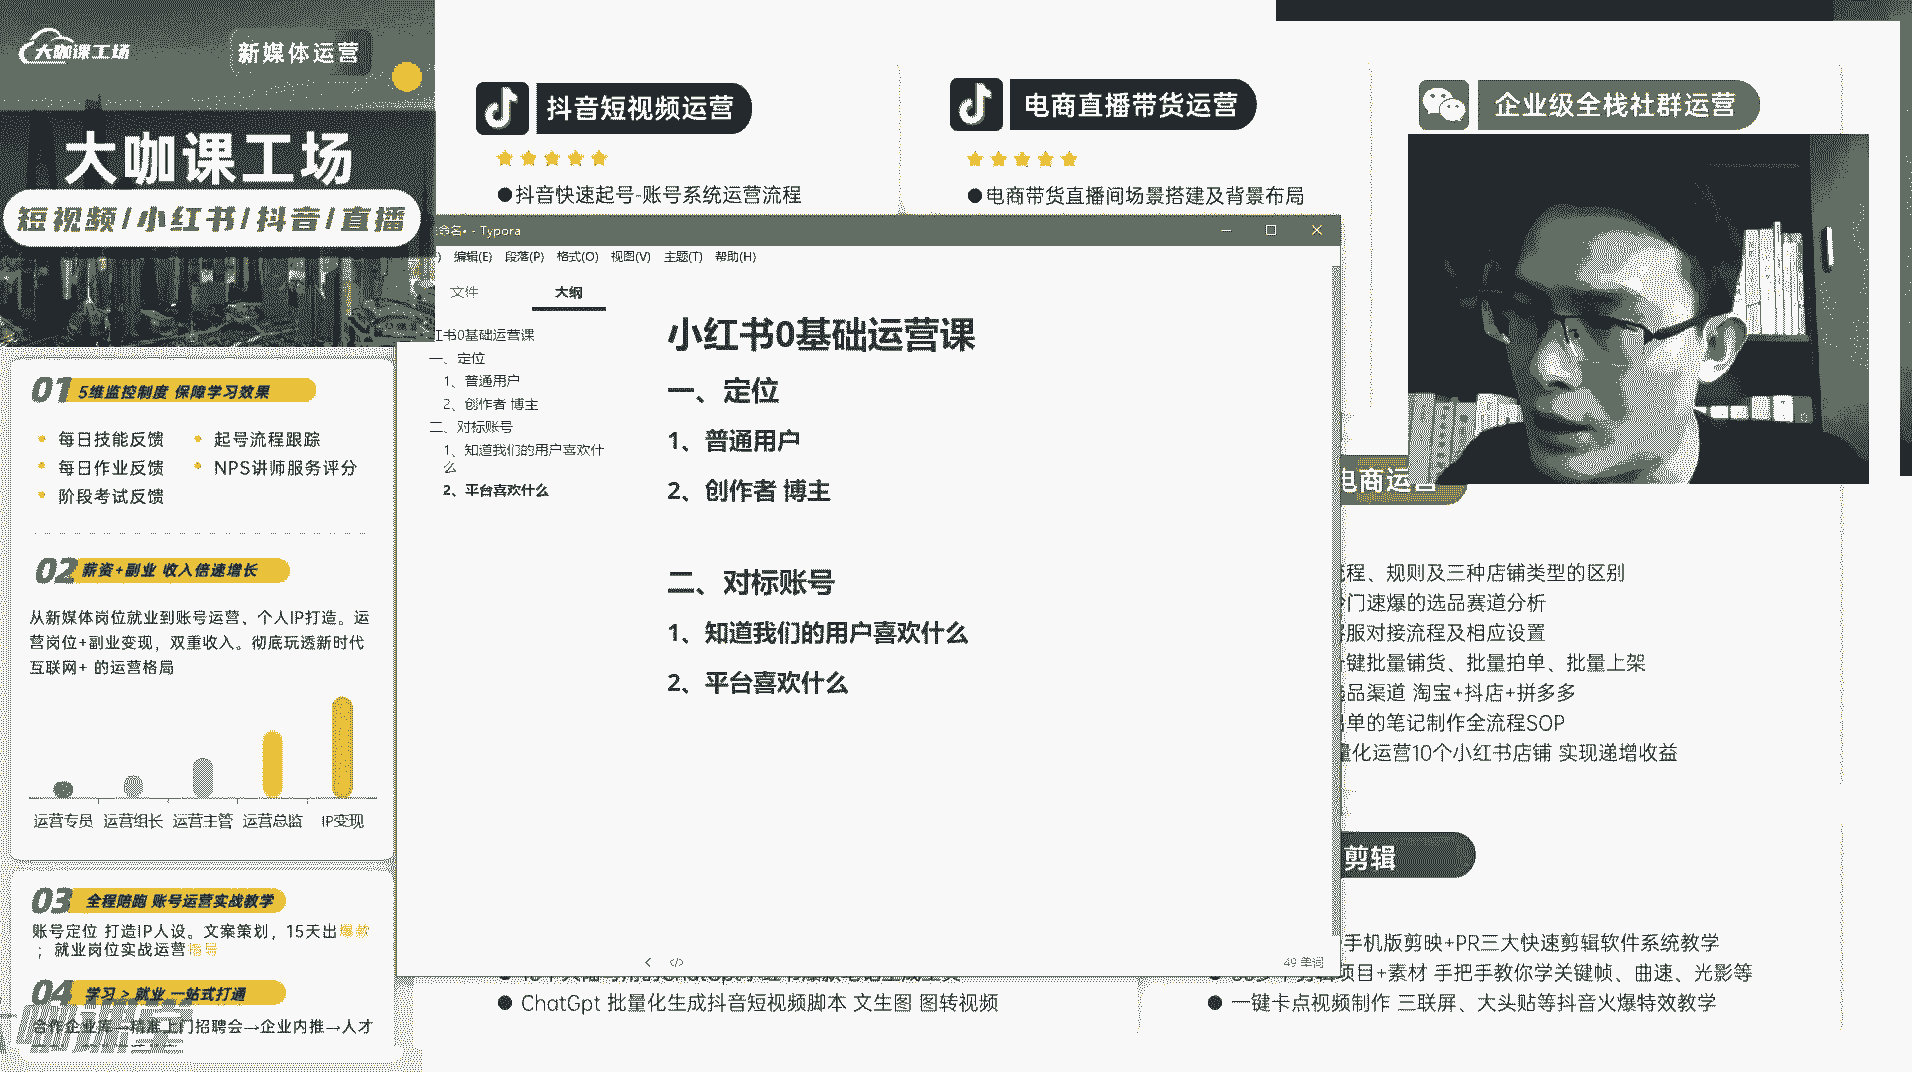 大咖课工场
新媒体运营
大咖课工场
短视频/小红书/抖音/直播
01 5维监控制度 保障学习效果
每日技能反馈
起号流程跟踪
每日作业反馈
NPS讲师服务评分
阶段考试反馈
02 薪资+副业 收入倍速增长
从新媒体岗位就业到账号运营、个人IP打造。运
营岗位+副业变现，双重收入。彻底玩透新时代
互联网+ 的运营格局
运营专员 运营组长 运营主管 运营总监 IP变现
03 全程陪跑 账号运营实战教学
账号定位 打造IP人设。文案策划，15天出爆款
；就业岗位实战运营
04 学习 > 就业 一站式打通
合作企业库→精准上门招聘会→企业内推→人才
抖音短视频运营
●抖音快速起号-账号系统运营流程
电商直播带货运营
●电商带货直播间场景搭建及背景布局
企业级全栈社群运营
命名• - Typora
编辑(E) 段落(P) 格式(O) 视图(V) 主题(T) 帮助(H)
文件 大纲
红书0基础运营课
一、定位
1、普通用户
2、创作者 博主
二、对标账号
1、知道我们的用户喜欢什
么
2、平台喜欢什么
小红书0基础运营课
一、定位
1、普通用户
2、创作者 博主
二、对标账号
1、知道我们的用户喜欢什么
2、平台喜欢什么
49 单词
电商运营
程、规则及三种店铺类型的区别
门速爆的选品赛道分析
服对接流程及相应设置
键批量铺货、批量拍单、批量上架
品渠道 淘宝+抖店+拼多多
单的笔记制作全流程SOP
量化运营10个小红书店铺 实现递增收益
剪辑
手机版剪映+PR三大快速剪辑软件系统教学
项目+素材 手把手教你学关键帧、曲速、光影等
● 一键卡点视频制作 三联屏、大头贴等抖音火爆特效教学
● ChatGpt 批量化生成抖音短视频脚本 文生图 图转视频